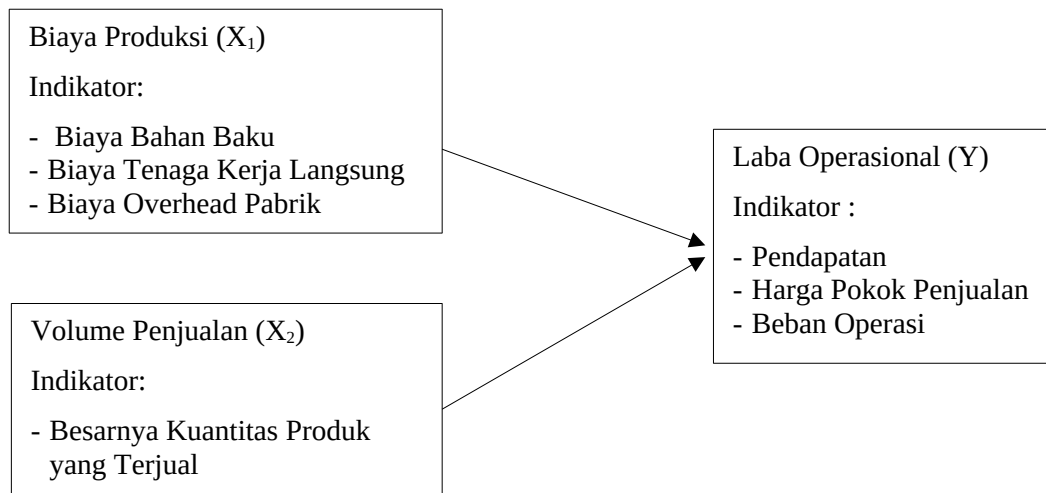 Biaya Produksi (X₁)
Indikator:
- Biaya Bahan Baku
- Biaya Tenaga Kerja Langsung
- Biaya Overhead Pabrik
Volume Penjualan (X₂)
Indikator:
- Besarnya Kuantitas Produk
yang Terjual
Laba Operasional (Y)
Indikator :
- Pendapatan
- Harga Pokok Penjualan
- Beban Operasi